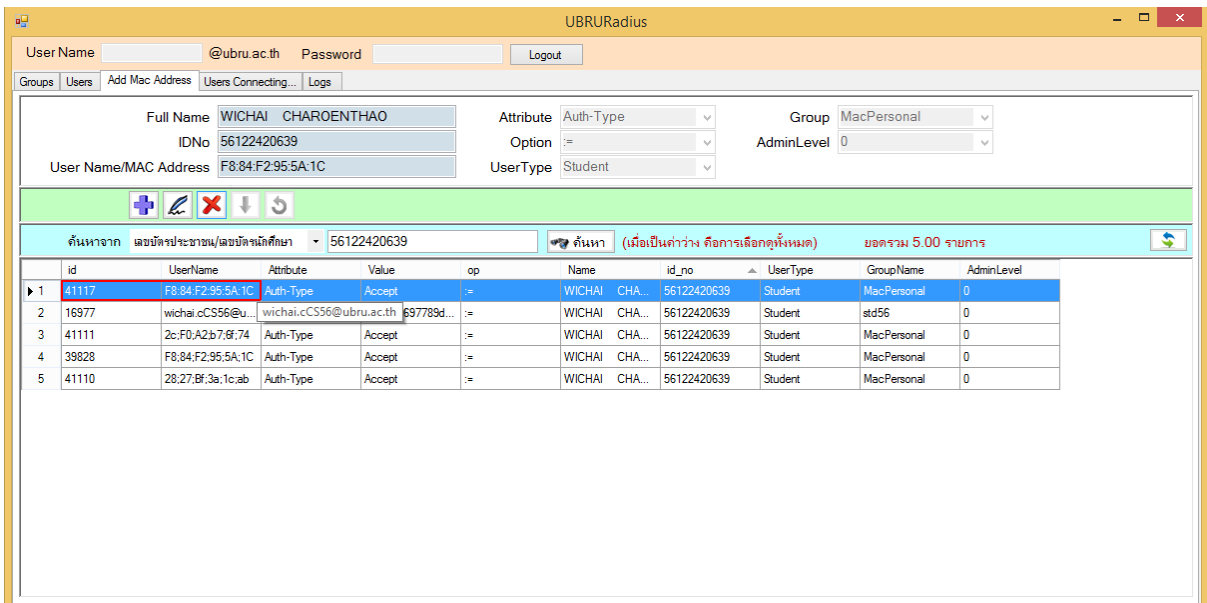 UBRURadius
User Name @ubru.ac.th Password Logout
Groups Users Add Mac Address Users Connecting... Logs
Full Name WICHAI CHAROENTHAO Attribute Auth-Type Group MacPersonal
IDNo 56122420639 Option := AdminLevel 0
User Name/MAC Address F8:84:F2:95:5A:1C UserType Student
ค้นหาจาก เลขบัตรประชาชน/เลขบัตรนักศึกษา 56122420639 ค้นหา (เมื่อเป็นค่าว่าง คือการเลือกดูทั้งหมด) ยอดรวม 5.00 รายการ
id UserName Attribute Value op Name id_no UserType GroupName AdminLevel
1 41117 F8:84:F2:95:5A:1C Auth-Type Accept := WICHAI CHA... 56122420639 Student MacPersonal 0
2 16977 wichai.cCS56@u... wichai.cCS56@ubru.ac.th 697789d... := WICHAI CHA... 56122420639 Student std56 0
3 41111 2c;F0;A2;b7;6f;74 Auth-Type Accept := WICHAI CHA... 56122420639 Student MacPersonal 0
4 39828 F8;84;F2;95;5A;1C Auth-Type Accept := WICHAI CHA... 56122420639 Student MacPersonal 0
5 41110 28;27;Bf;3a;1c;ab Auth-Type Accept := WICHAI CHA... 56122420639 Student MacPersonal 0